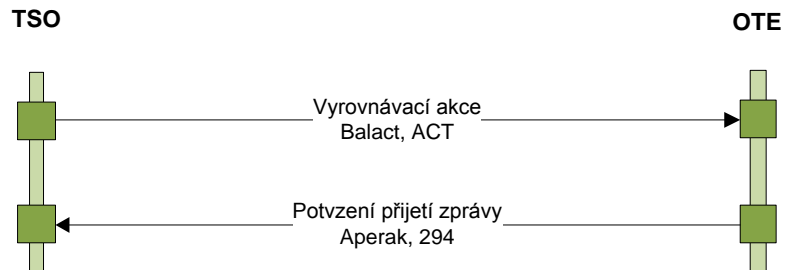 TSO
OTE
Vyrovnávací akce
Balact, ACT
Potvzení přijetí zprávy
Aperak, 294